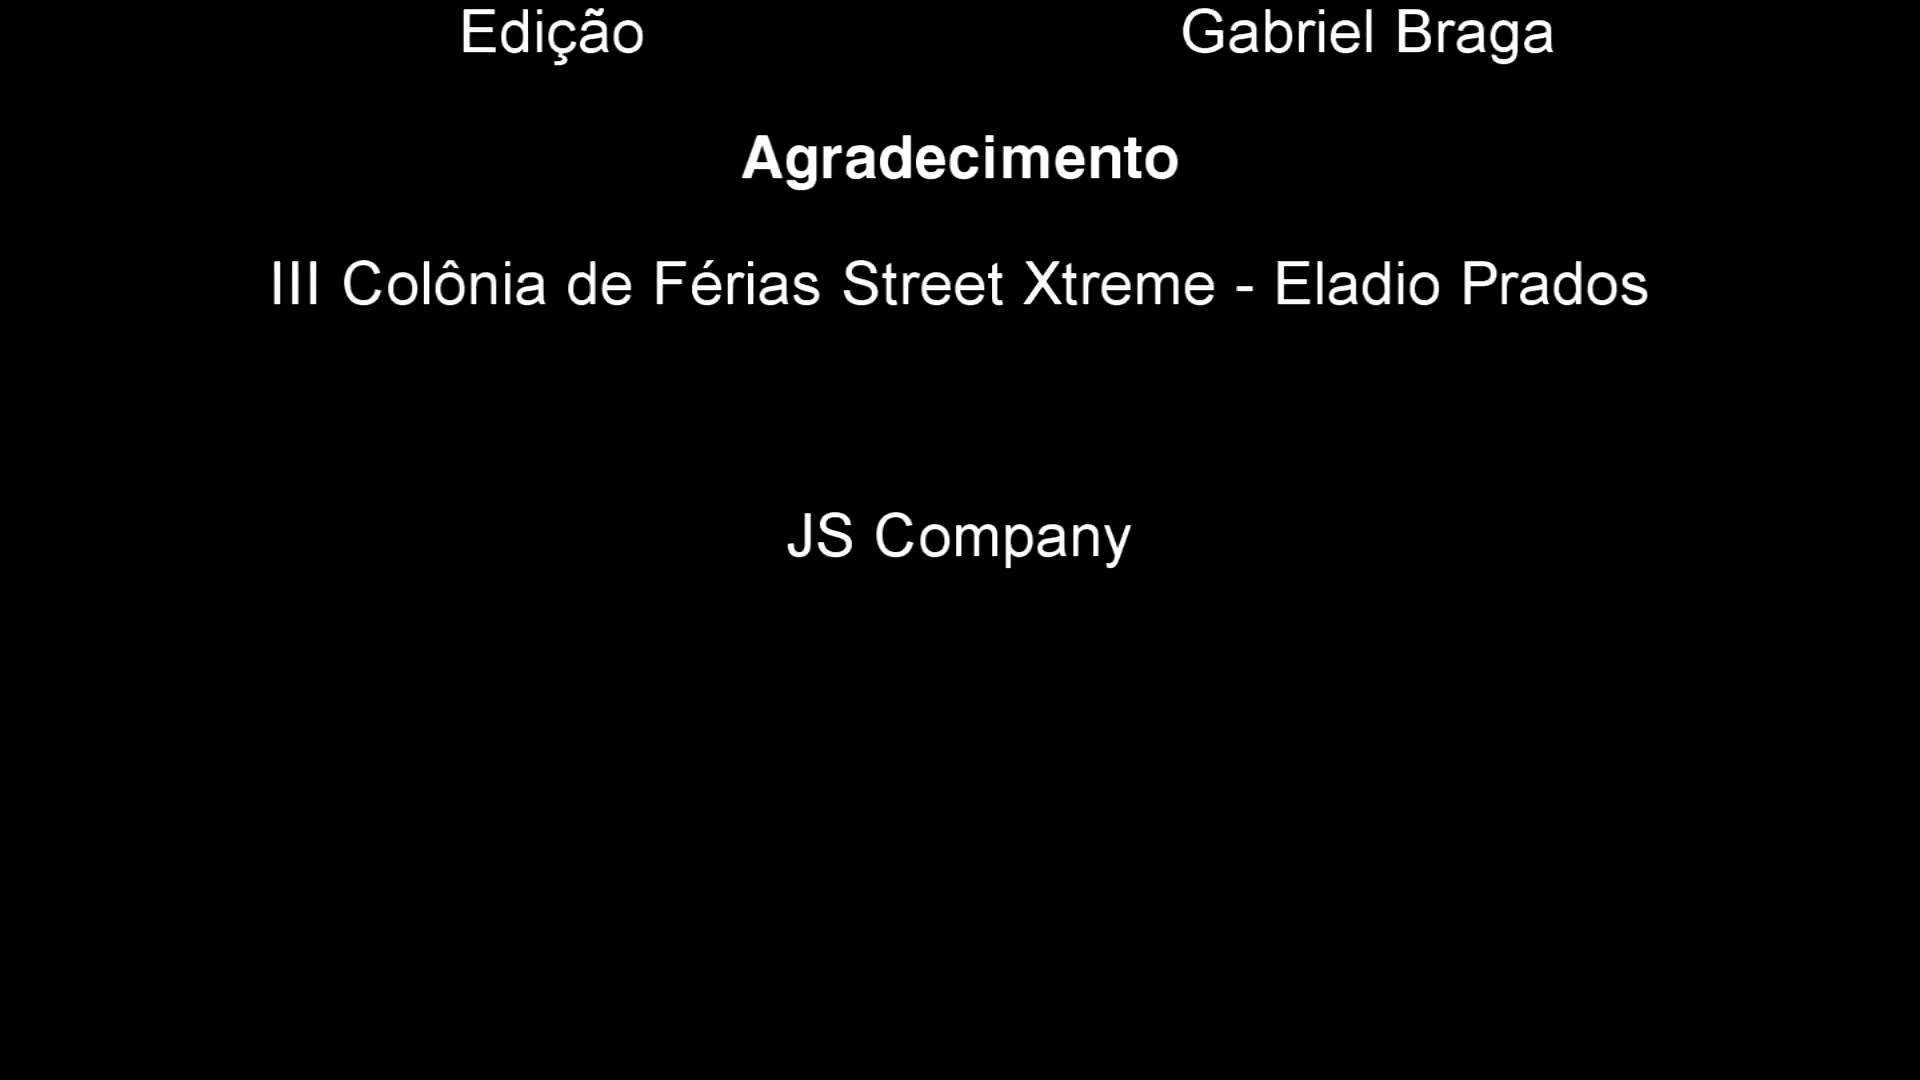 Edição Gabriel Braga
Agradecimento
III Colônia de Férias Street Xtreme - Eladio Prados
JS Company